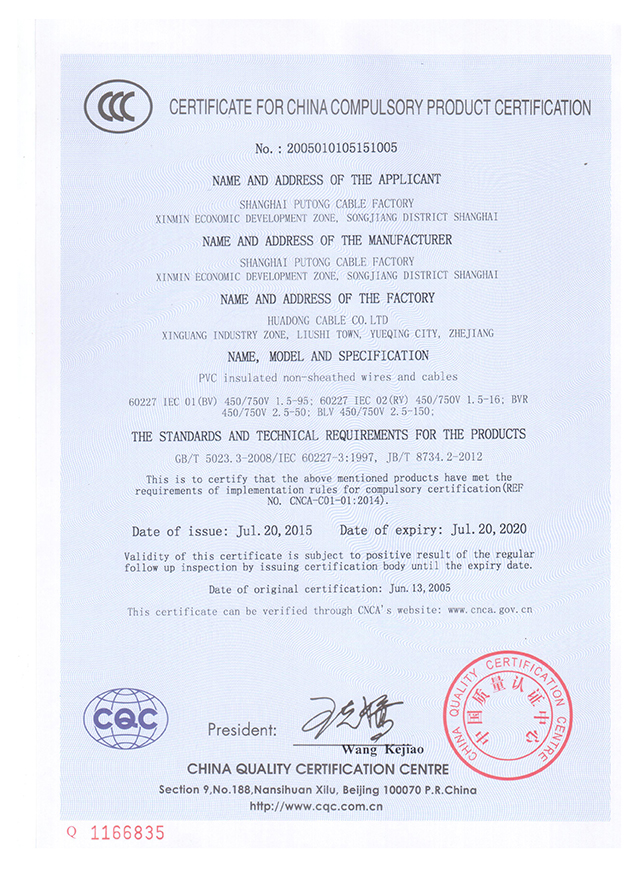 CCC
CERTIFICATE FOR CHINA COMPULSORY PRODUCT CERTIFICATION
No. : 2005010105151005
NAME AND ADDRESS OF THE APPLICANT
SHANGHAI PUTONG CABLE FACTORY
XINMIN ECONOMIC DEVELOPMENT ZONE, SONGJIANG DISTRICT SHANGHAI
NAME AND ADDRESS OF THE MANUFACTURER
SHANGHAI PUTONG CABLE FACTORY
XINMIN ECONOMIC DEVELOPMENT ZONE, SONGJIANG DISTRICT SHANGHAI
NAME AND ADDRESS OF THE FACTORY
HUADONG CABLE CO. LTD
XINGUANG INDUSTRY ZONE, LIUSHI TOWN, YUEQING CITY, ZHEJIANG
NAME, MODEL AND SPECIFICATION
PVC insulated non-sheathed wires and cables
60227 IEC 01(BV) 450/750V 1.5-95; 60227 IEC 02(RV) 450/750V 1.5-16; BVR
450/750V 2.5-50; BLV 450/750V 2.5-150;
THE STANDARDS AND TECHNICAL REQUIREMENTS FOR THE PRODUCTS
GB/T 5023.3-2008/IEC 60227-3:1997, JB/T 8734.2-2012
This is to certify that the above mentioned products have met the
requirements of implementation rules for compulsory certification(REF
NO. CNCA-C01-01:2014).
Date of issue: Jul. 20, 2015 Date of expiry: Jul. 20, 2020
Validity of this certificate is subject to positive result of the regular
follow up inspection by issuing certification body until the expiry date.
Date of original certification: Jun. 13, 2005
This certificate can be verified through CNCA's website: www.cnca.gov.cn
CQC
President:
Wang Kejiao
CHINA QUALITY CERTIFICATION CENTRE
中国质量认证中心
CHINA QUALITY CERTIFICATION CENTRE
Section 9,No.188,Nansihuan Xilu, Beijing 100070 P.R.China
http://www.cqc.com.cn
Q 1166835